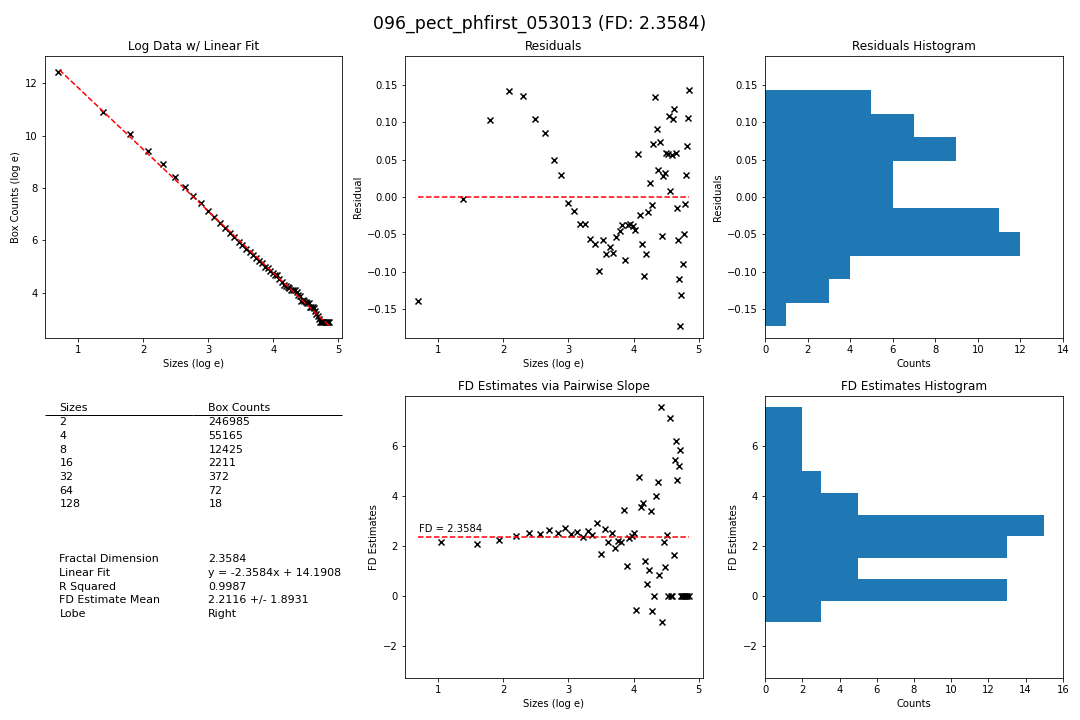 096_pect_phfirst_053013 (FD: 2.3584)
Log Data w/ Linear Fit
Box Counts (log e)
12
10
8
6
4
1
2
3
4
5
Sizes (log e)
Residuals
Residual
0.15
0.10
0.05
0.00
−0.05
−0.10
−0.15
1
2
3
4
5
Sizes (log e)
Residuals Histogram
Residuals
0.15
0.10
0.05
0.00
−0.05
−0.10
−0.15
0
2
4
6
8
10
12
14
Counts
Sizes Box Counts
2 246985
4 55165
8 12425
16 2211
32 372
64 72
128 18
Fractal Dimension 2.3584
Linear Fit y = -2.3584x + 14.1908
R Squared 0.9987
FD Estimate Mean 2.2116 +/- 1.8931
Lobe Right
FD Estimates via Pairwise Slope
FD Estimates
6
4
2
0
−2
FD = 2.3584
1
2
3
4
5
Sizes (log e)
FD Estimates Histogram
FD Estimates
6
4
2
0
−2
0
2
4
6
8
10
12
14
16
Counts